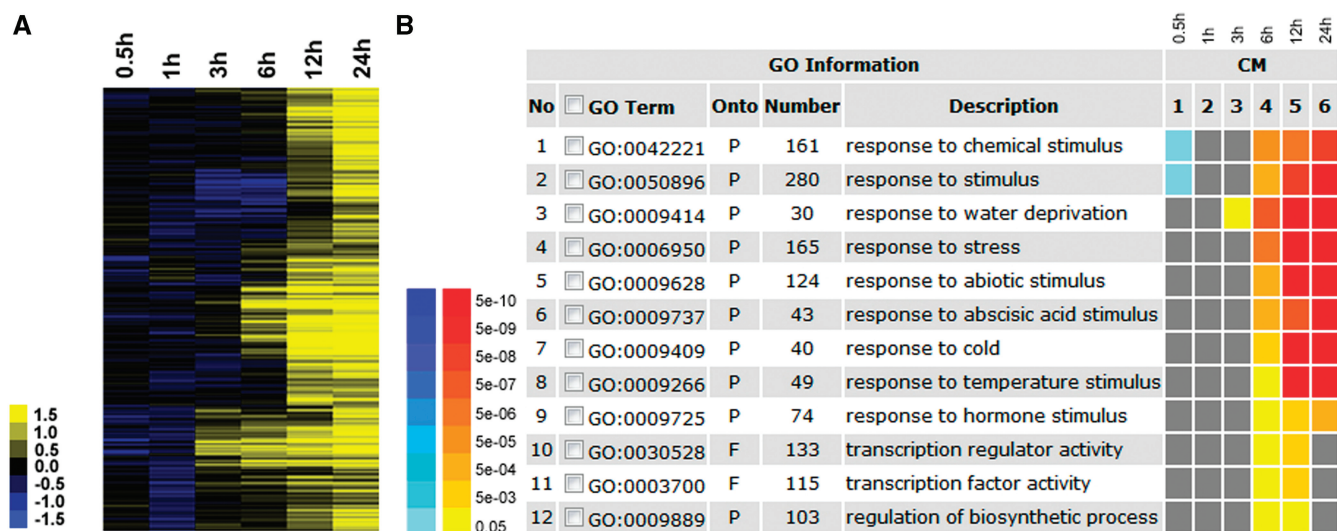 A
0.5h 1h 3h 6h 12h 24h
1.5
1.0
0.5
0.0
-0.5
-1.0
-1.5
B
0.5h 1h 3h 6h 12h 24h
GO Information CM
No GO Term Onto Number Description 1 2 3 4 5 6
1 GO:0042221 P 161 response to chemical stimulus
2 GO:0050896 P 280 response to stimulus
3 GO:0009414 P 30 response to water deprivation
4 GO:0006950 P 165 response to stress
5 GO:0009628 P 124 response to abiotic stimulus
6 GO:0009737 P 43 response to abscisic acid stimulus
7 GO:0009409 P 40 response to cold
8 GO:0009266 P 49 response to temperature stimulus
9 GO:0009725 P 74 response to hormone stimulus
10 GO:0030528 F 133 transcription regulator activity
11 GO:0003700 F 115 transcription factor activity
12 GO:0009889 P 103 regulation of biosynthetic process
5e-10
5e-09
5e-08
5e-07
5e-06
5e-05
5e-04
5e-03
0.05